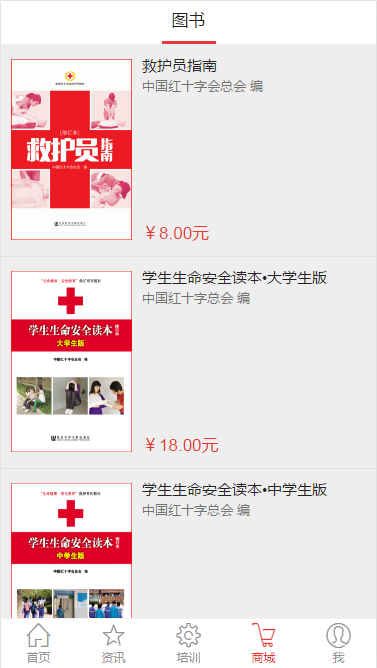 图书
救护员指南
中国红十字会总会 编
[修订本]
救护员指南
中国红十字会总会 编
￥8.00元
学生生命安全读本•大学生版
中国红十字总会 编
学生生命安全读本 修订本
大学生版
中国红十字总会 编
￥18.00元
学生生命安全读本•中学生版
中国红十字总会 编
学生生命安全读本 修订本
中学生版
中国红十字总会 编
首页
资讯
培训
商城
我